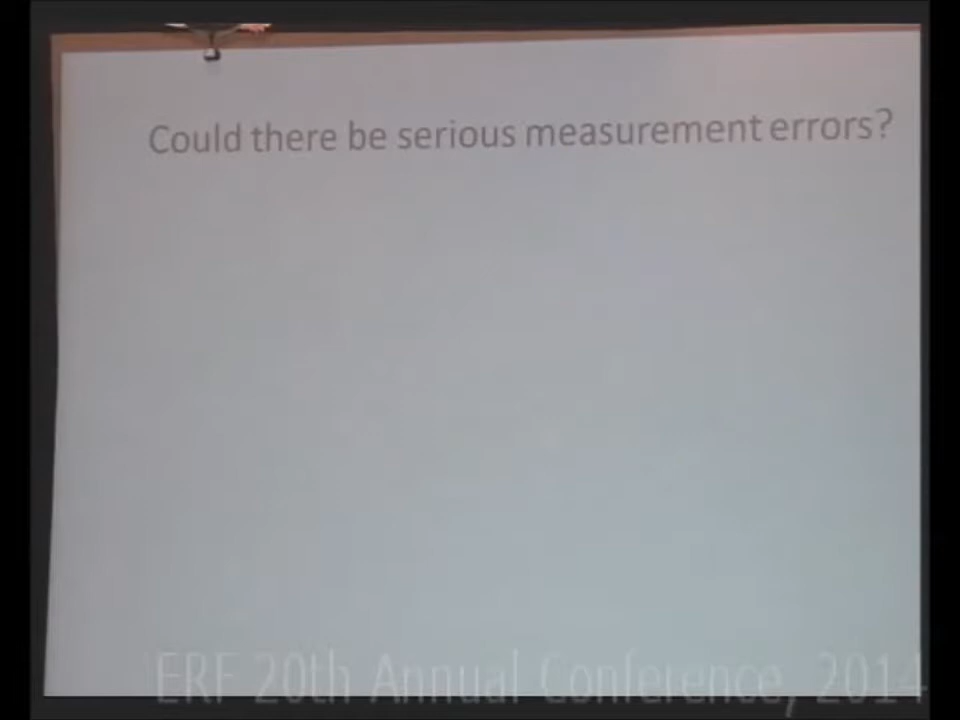 Could there be serious measurement errors?
ERF 20th Annual Conference, 2014